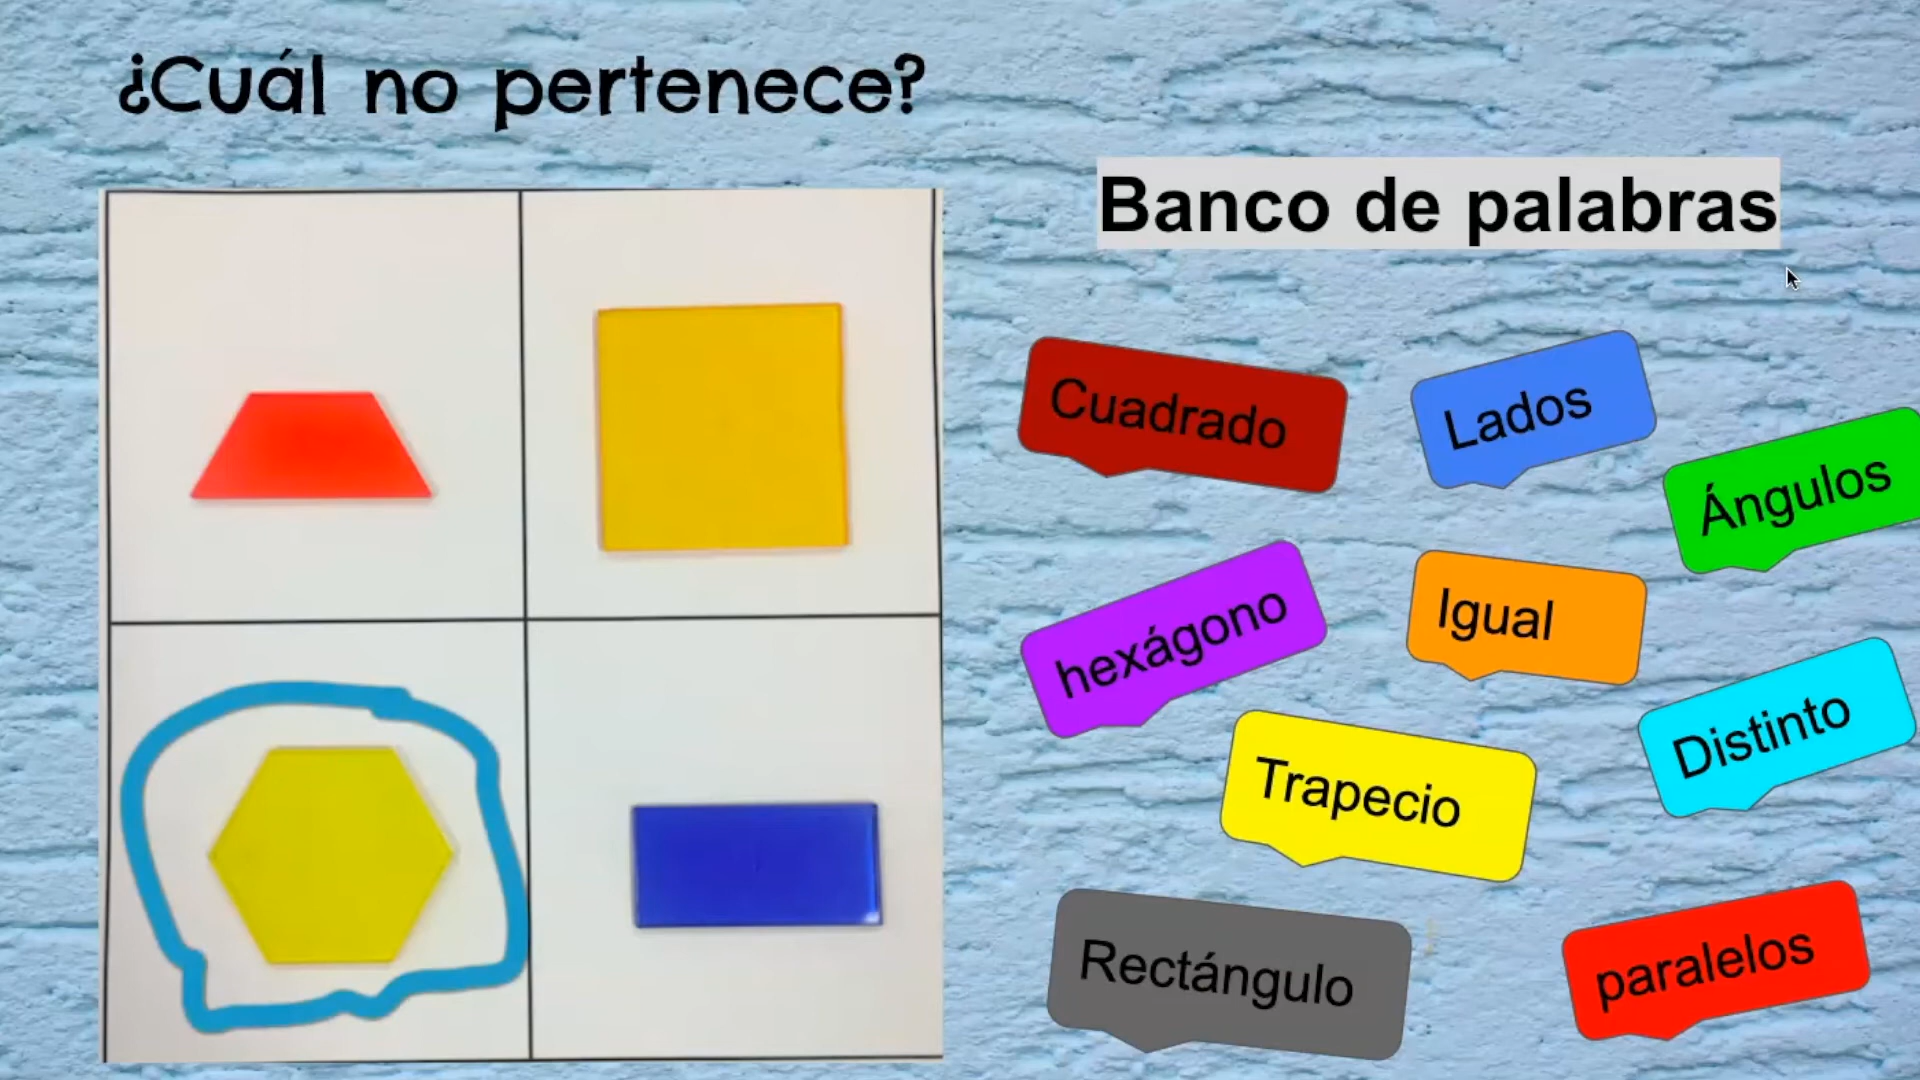 ¿Cuál no pertenece?
Banco de palabras
Cuadrado
Lados
Ángulos
hexágono
Igual
Distinto
Trapecio
Rectángulo
paralelos